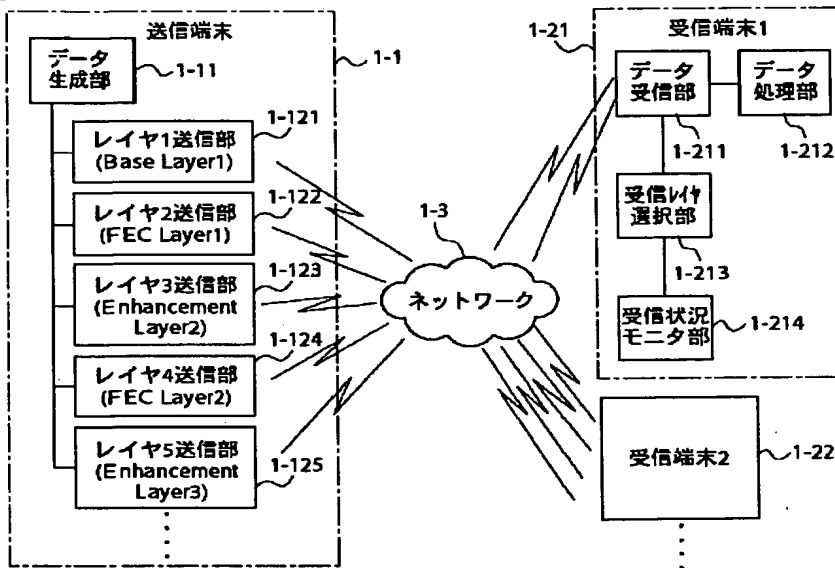 送信端末
1-1
データ
生成部
1-11
レイヤ1送信部
(Base Layer1)
1-121
レイヤ2送信部
(FEC Layer1)
1-122
レイヤ3送信部
(Enhancement
Layer2)
1-123
レイヤ4送信部
(FEC Layer2)
1-124
レイヤ5送信部
(Enhancement
Layer3)
1-125
1-3
ネットワーク
1-21
受信端末1
データ
受信部
1-211
データ
処理部
1-212
受信レイヤ
選択部
1-213
受信状況
モニタ部
1-214
受信端末2
1-22